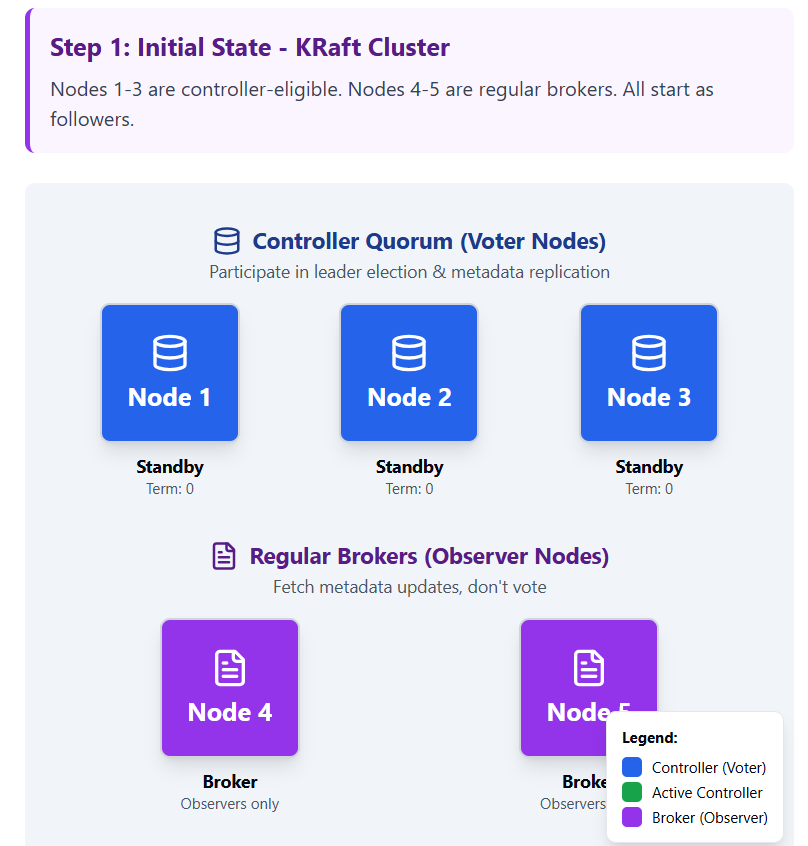 Step 1: Initial State - KRaft Cluster
Nodes 1-3 are controller-eligible. Nodes 4-5 are regular brokers. All start as
followers.
Controller Quorum (Voter Nodes)
Participate in leader election & metadata replication
Node 1
Node 2
Node 3
Standby
Standby
Standby
Term: 0
Term: 0
Term: 0
Regular Brokers (Observer Nodes)
Fetch metadata updates, don't vote
Node 4
Node 5
Broker
Observers only
Observers
Legend:
Controller (Voter)
Active Controller
Broker (Observer)